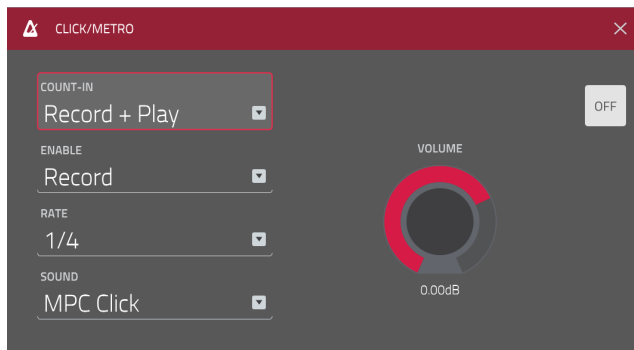 CLICK/METRO
COUNT-IN
Record + Play
OFF
ENABLE
Record
VOLUME
RATE
1/4
SOUND
MPC Click
0.00dB